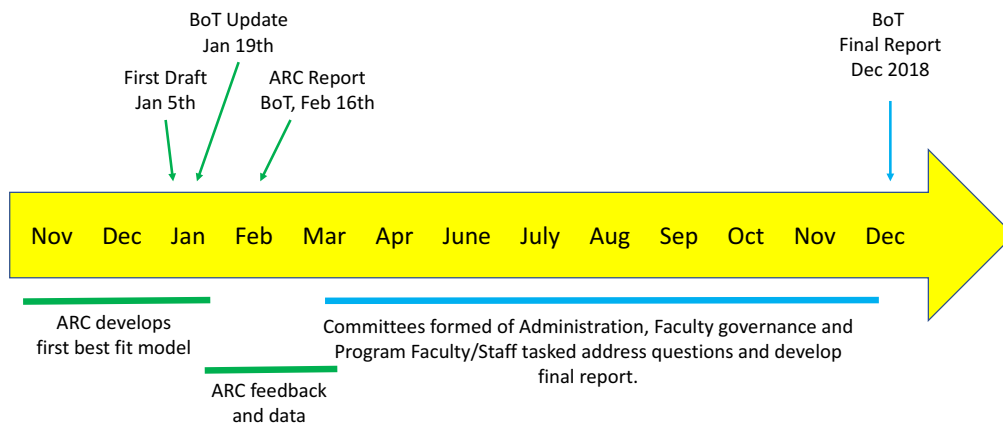 BoT Update
Jan 19th
First Draft
Jan 5th
ARC Report
BoT, Feb 16th
BoT
Final Report
Dec 2018
Nov Dec Jan Feb Mar Apr June July Aug Sep Oct Nov Dec
ARC develops
first best fit model
Committees formed of Administration, Faculty governance and
Program Faculty/Staff tasked address questions and develop
final report.
ARC feedback
and data